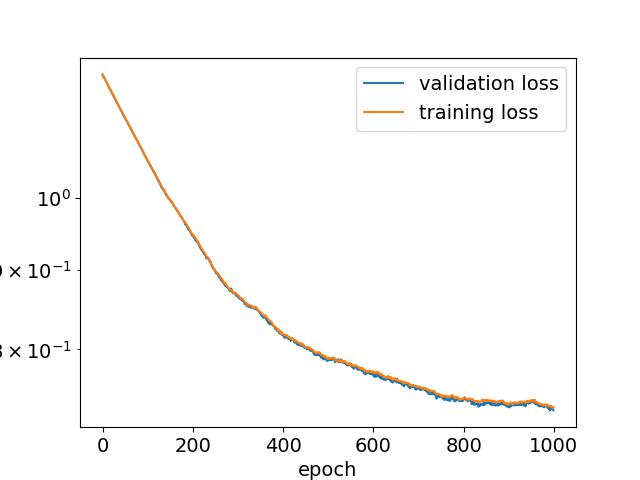 validation loss
training loss
10⁰
× 10⁻¹
× 10⁻¹
0 200 400 600 800 1000
epoch